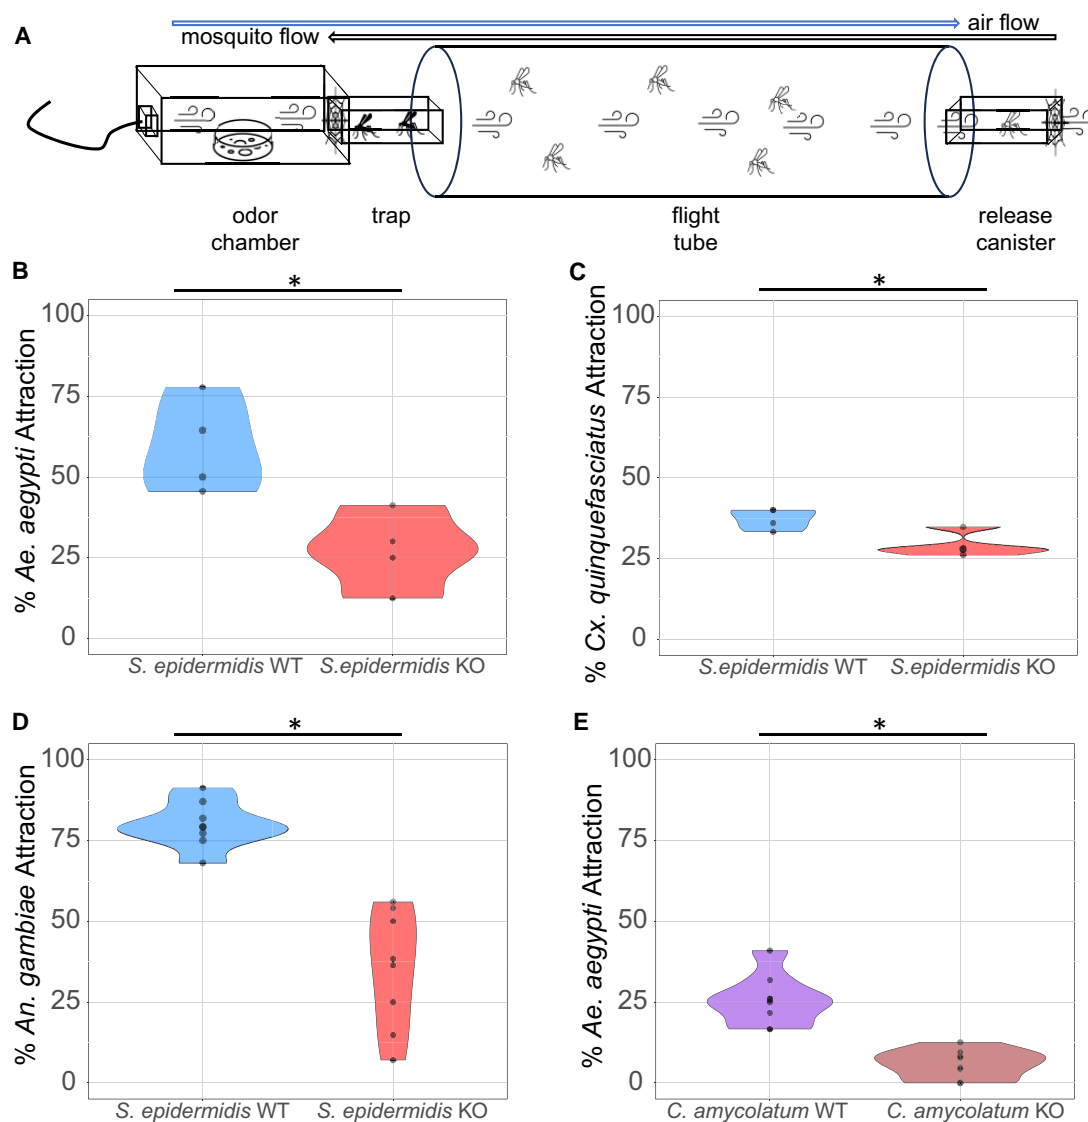 A
mosquito flow
air flow
odor
chamber
trap
flight
tube
release
canister
B
*
% Ae. aegypti Attraction
100
75
50
25
0
S. epidermidis WT
S.epidermidis KO
C
*
% Cx. quinquefasciatus Attraction
100
75
50
25
0
S.epidermidis WT
S.epidermidis KO
D
*
% An. gambiae Attraction
100
75
50
25
0
S. epidermidis WT
S. epidermidis KO
E
*
% Ae. aegypti Attraction
100
75
50
25
0
C. amycolatum WT
C. amycolatum KO